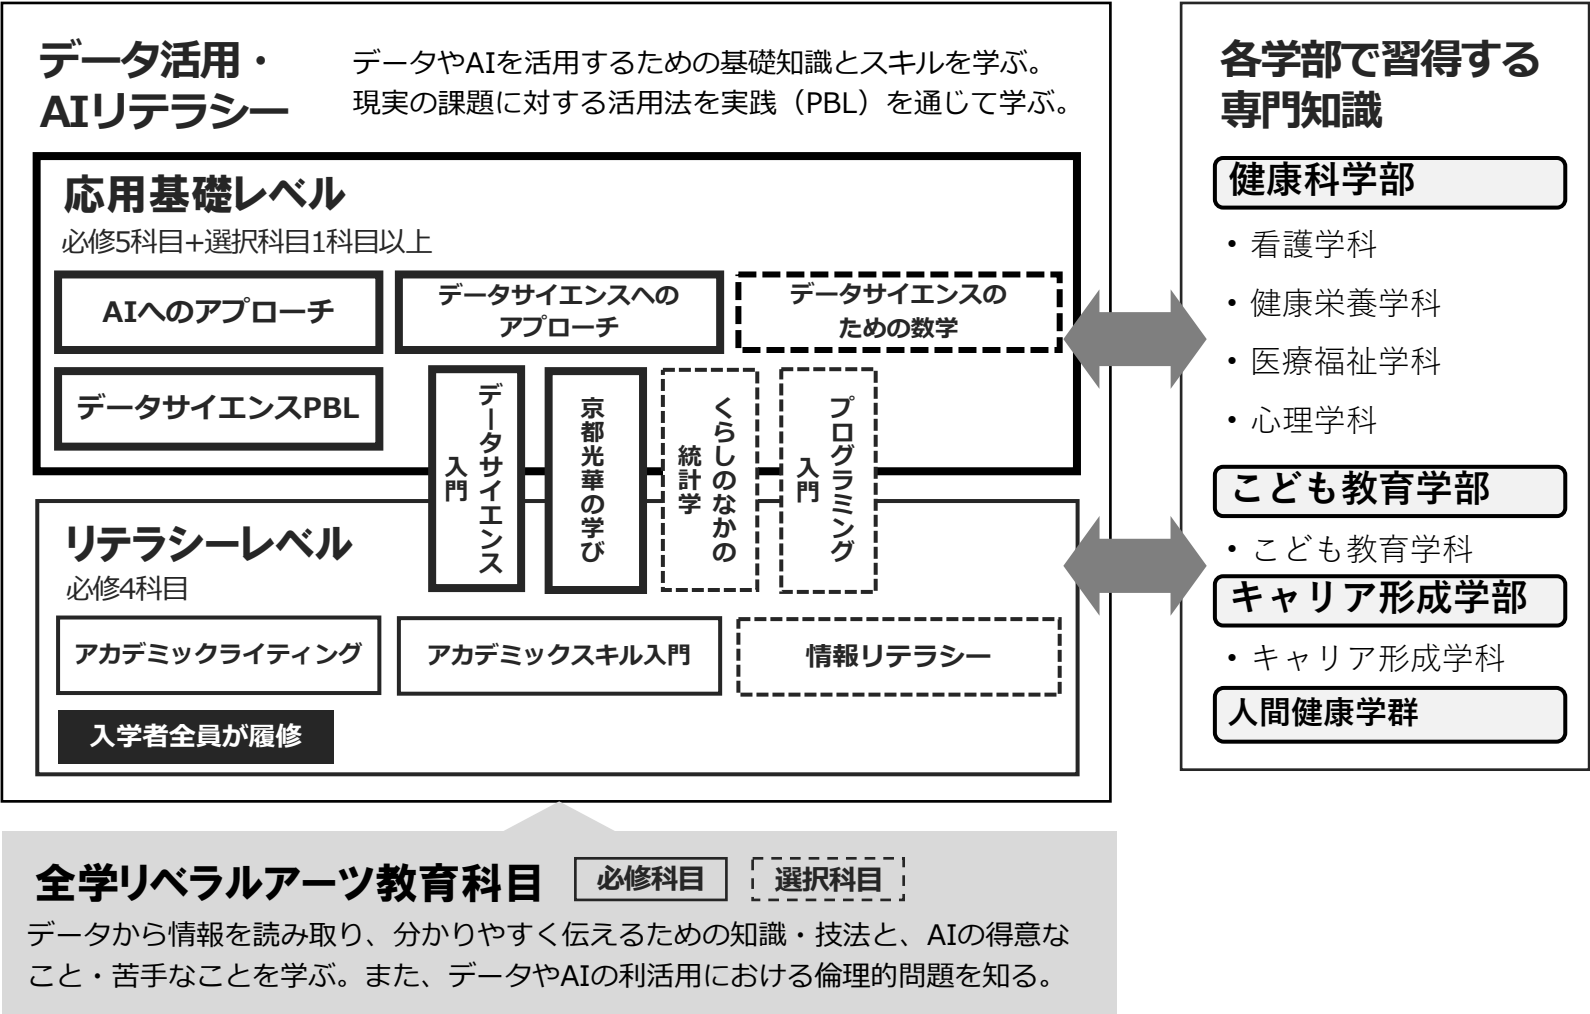 データ活用・
AIリテラシー
データやAIを活用するための基礎知識とスキルを学ぶ。
現実の課題に対する活用法を実践（PBL）を通じて学ぶ。
応用基礎レベル
必修5科目+選択科目1科目以上
AIへのアプローチ
データサイエンスへの
アプローチ
データサイエンスの
ための数学
データサイエンスPBL
データサイエンス
入門
京都光華の学び
くらしのなかの
統計学
プログラミング
入門
リテラシーレベル
必修4科目
アカデミックライティング
アカデミックスキル入門
情報リテラシー
入学者全員が履修
各学部で習得する
専門知識
健康科学部
・看護学科
・健康栄養学科
・医療福祉学科
・心理学科
こども教育学部
・こども教育学科
キャリア形成学部
・キャリア形成学科
人間健康学群
全学リベラルアーツ教育科目
必修科目
選択科目
データから情報を読み取り、分かりやすく伝えるための知識・技法と、AIの得意な
こと・苦手なことを学ぶ。また、データやAIの利活用における倫理的問題を知る。